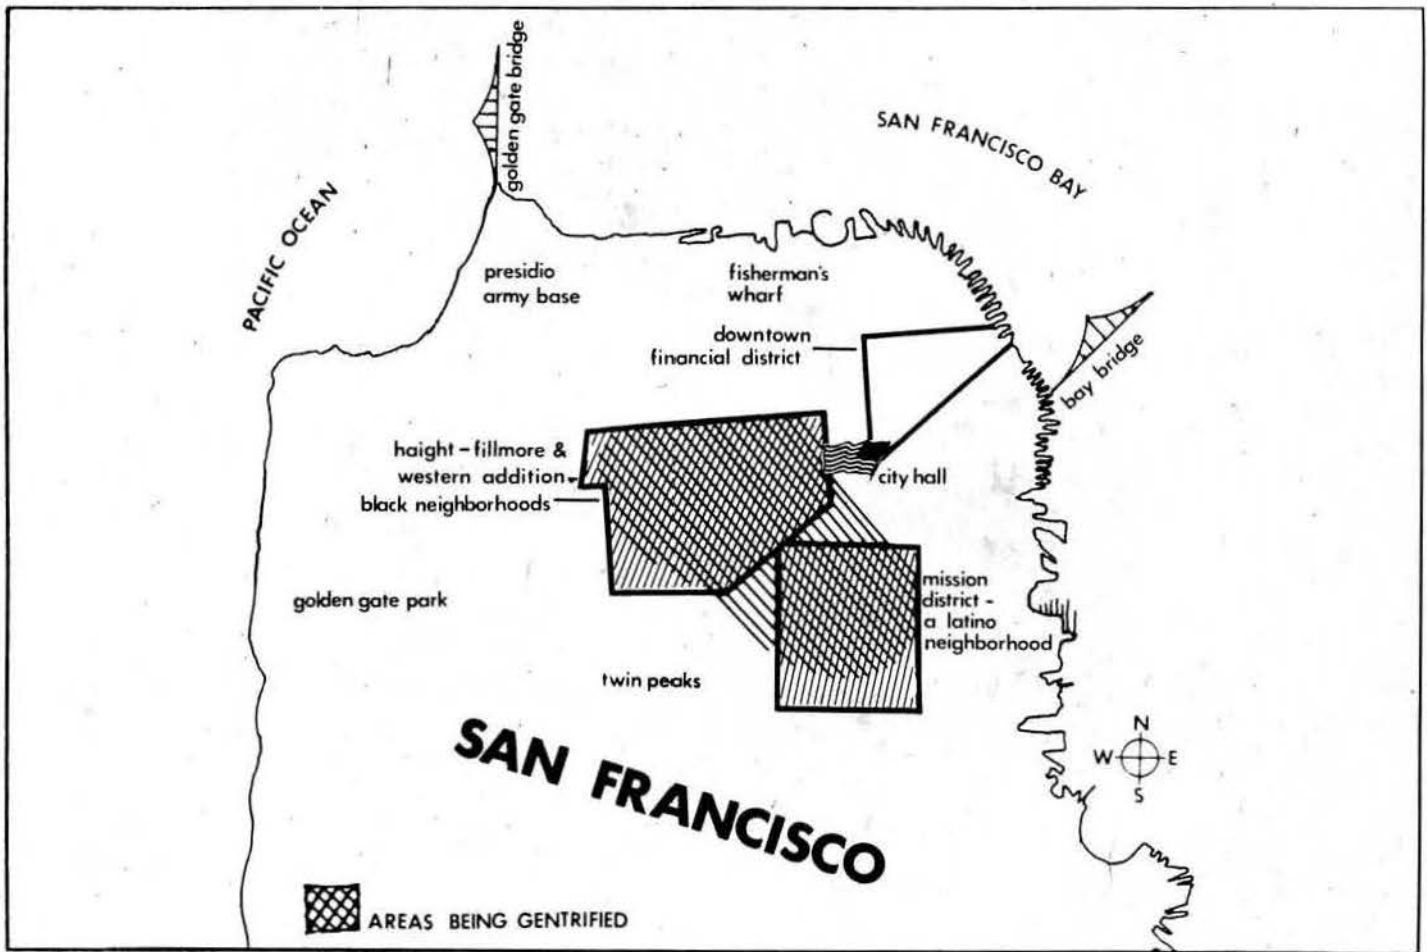 golden gate bridge
SAN FRANCISCO BAY
PACIFIC OCEAN
presidio
army base
fisherman's
wharf
downtown
financial district
bay bridge
haight-fillmore &
western addition
black neighborhoods
city hall
golden gate park
mission
district -
a latino
neighborhood
twin peaks
SAN FRANCISCO
N
W E
S
AREAS BEING GENTRIFIED